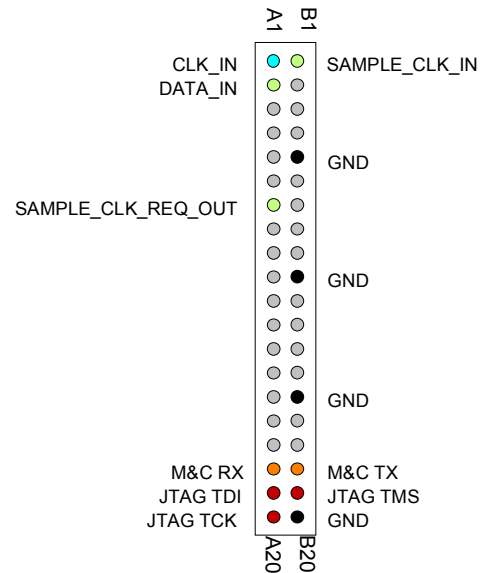 A1 B1
CLK_IN SAMPLE_CLK_IN
DATA_IN
GND
SAMPLE_CLK_REQ_OUT
GND
GND
M&C RX M&C TX
JTAG TDI JTAG TMS
JTAG TCK GND
A20 B20